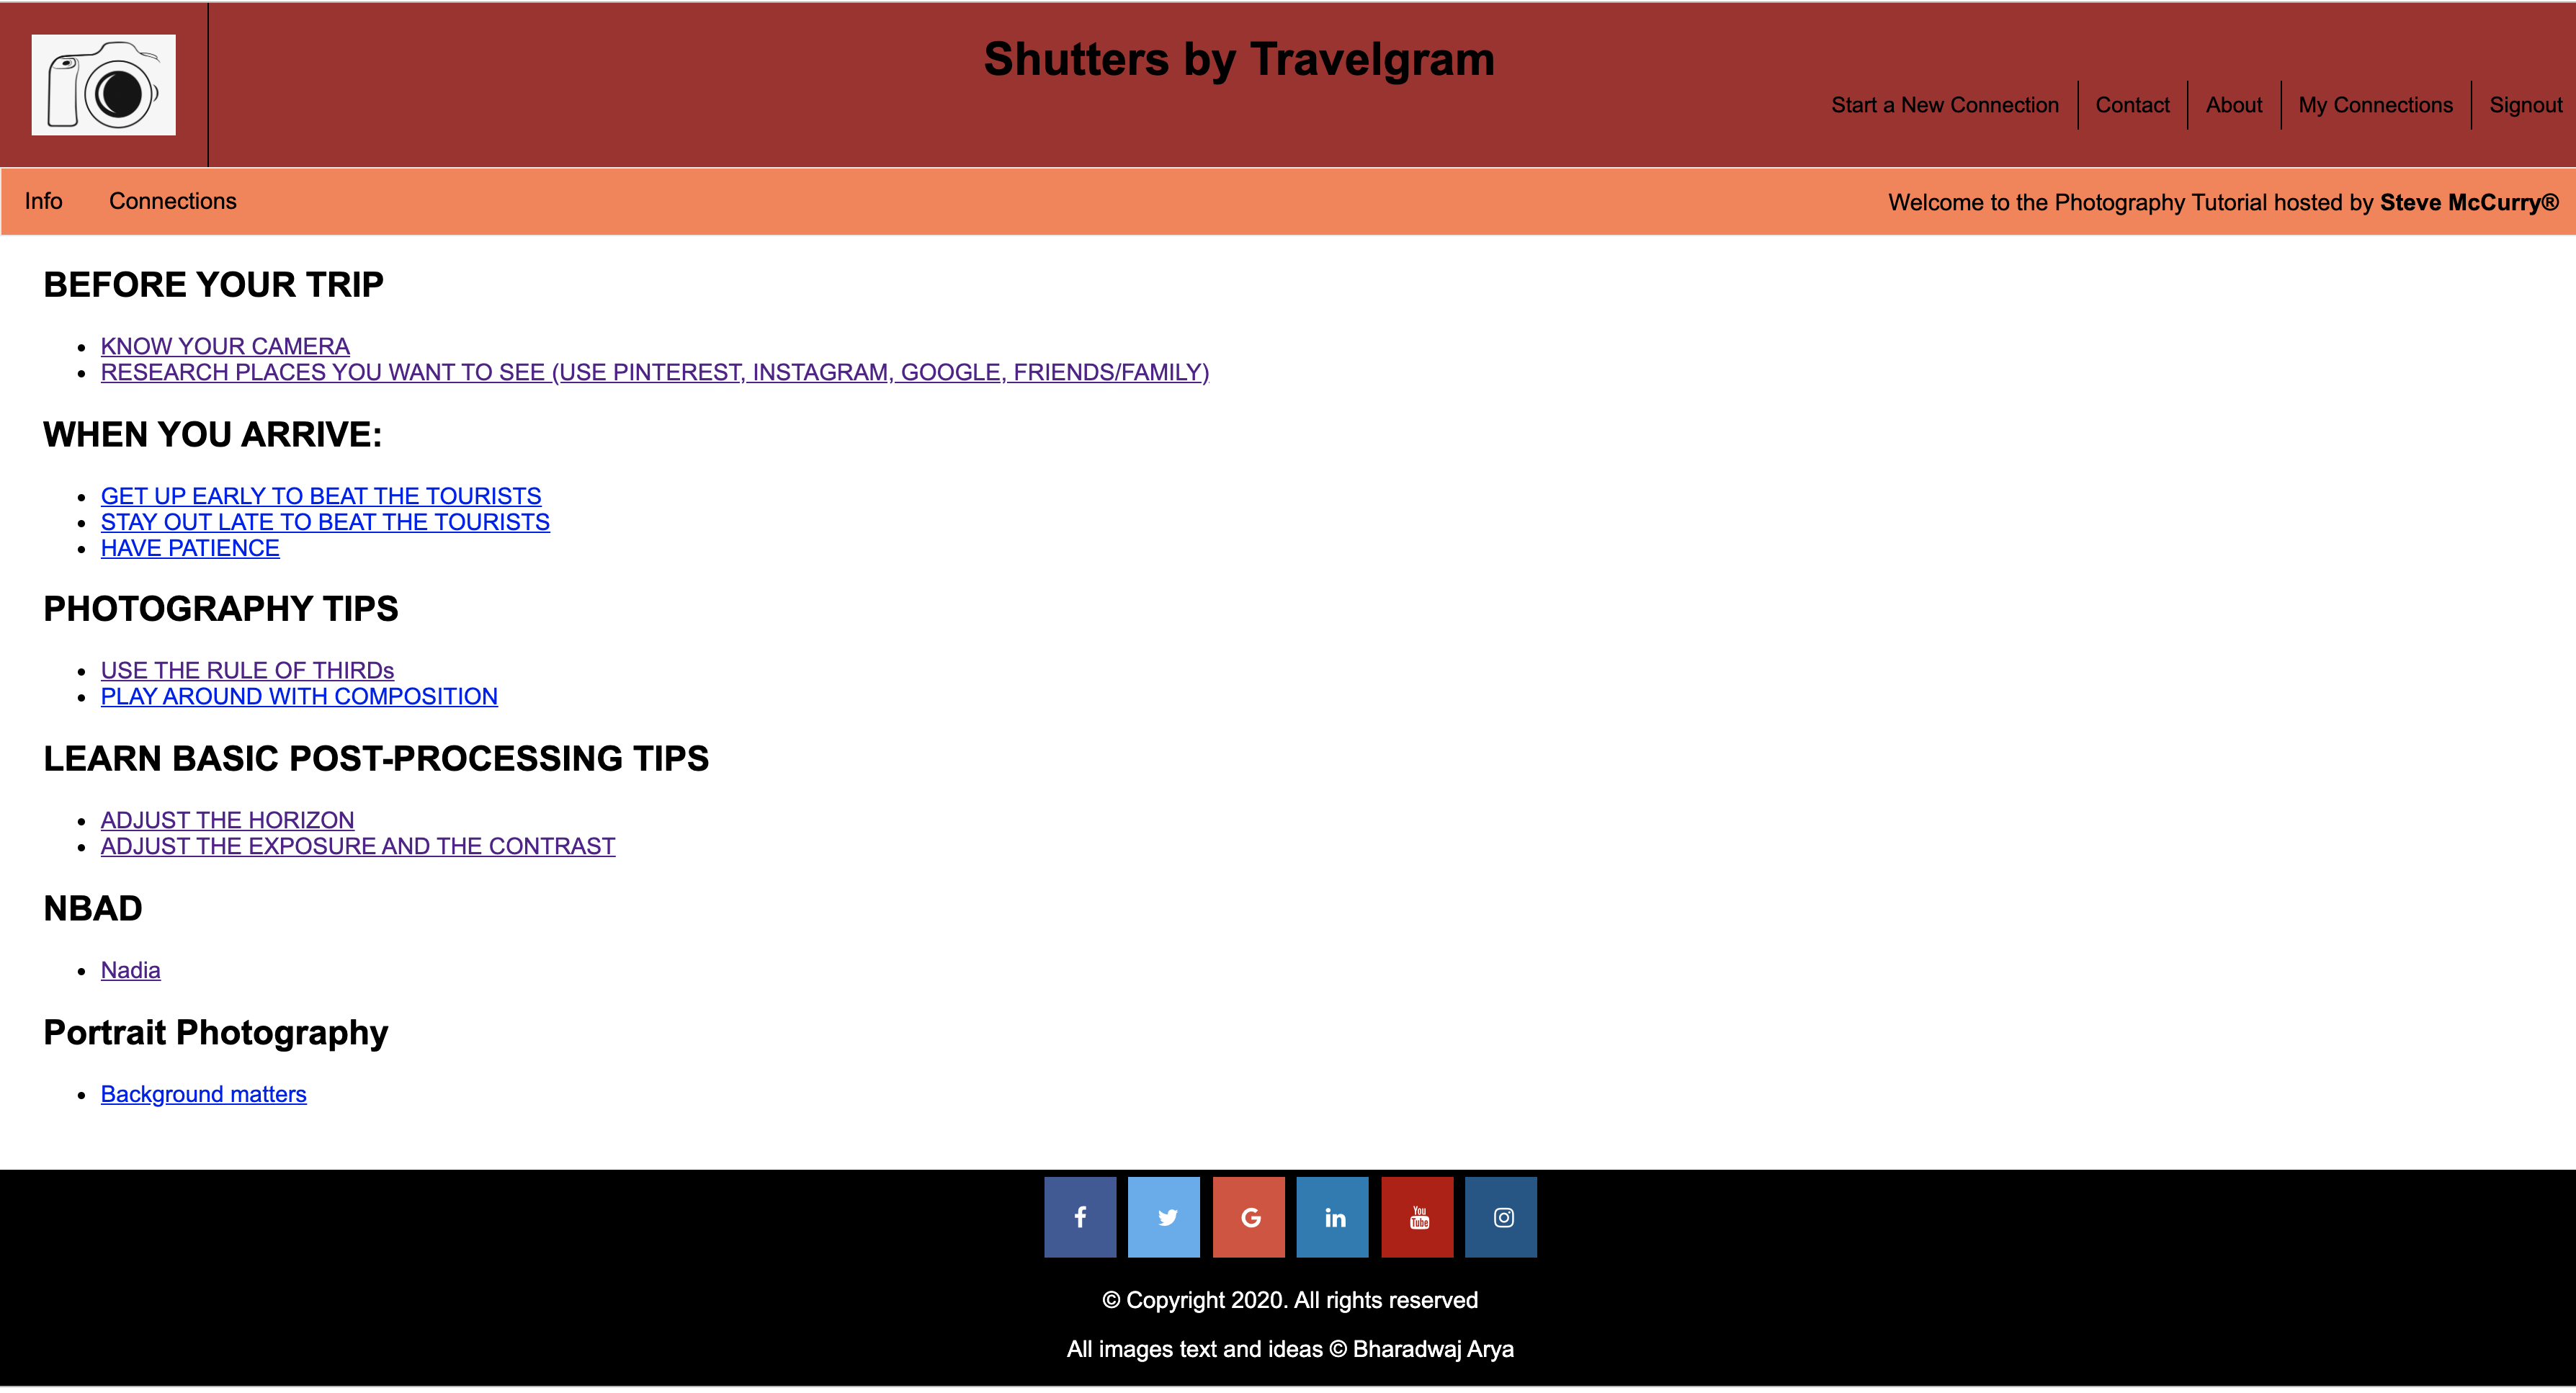 Shutters by Travelgram
Start a New Connection Contact About My Connections Signout
Info Connections Welcome to the Photography Tutorial hosted by Steve McCurry®
BEFORE YOUR TRIP
KNOW YOUR CAMERA
RESEARCH PLACES YOU WANT TO SEE (USE PINTEREST, INSTAGRAM, GOOGLE, FRIENDS/FAMILY)
WHEN YOU ARRIVE:
GET UP EARLY TO BEAT THE TOURISTS
STAY OUT LATE TO BEAT THE TOURISTS
HAVE PATIENCE
PHOTOGRAPHY TIPS
USE THE RULE OF THIRDs
PLAY AROUND WITH COMPOSITION
LEARN BASIC POST-PROCESSING TIPS
ADJUST THE HORIZON
ADJUST THE EXPOSURE AND THE CONTRAST
NBAD
Nadia
Portrait Photography
Background matters
f G in You Tube
© Copyright 2020. All rights reserved
All images text and ideas © Bharadwaj Arya